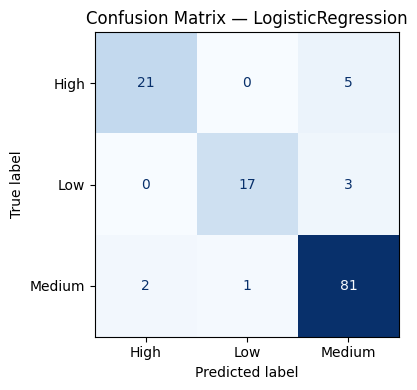 Confusion Matrix — LogisticRegression
True label
High 21 0 5
Low 0 17 3
Medium 2 1 81
High Low Medium
Predicted label